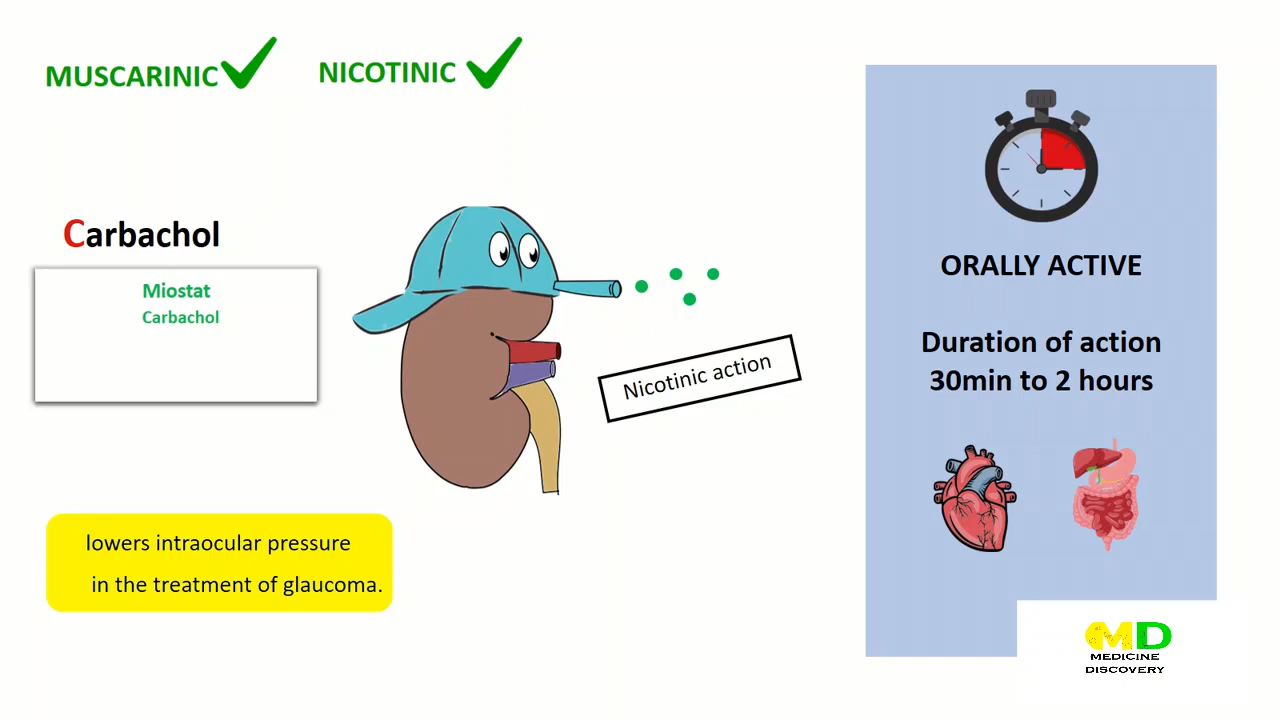 MUSCARINIC
NICOTINIC
Carbachol
Miostat
Carbachol
lowers intraocular pressure
in the treatment of glaucoma.
Nicotinic action
ORALLY ACTIVE
Duration of action
30min to 2 hours
MD
MEDICINE
DISCOVERY